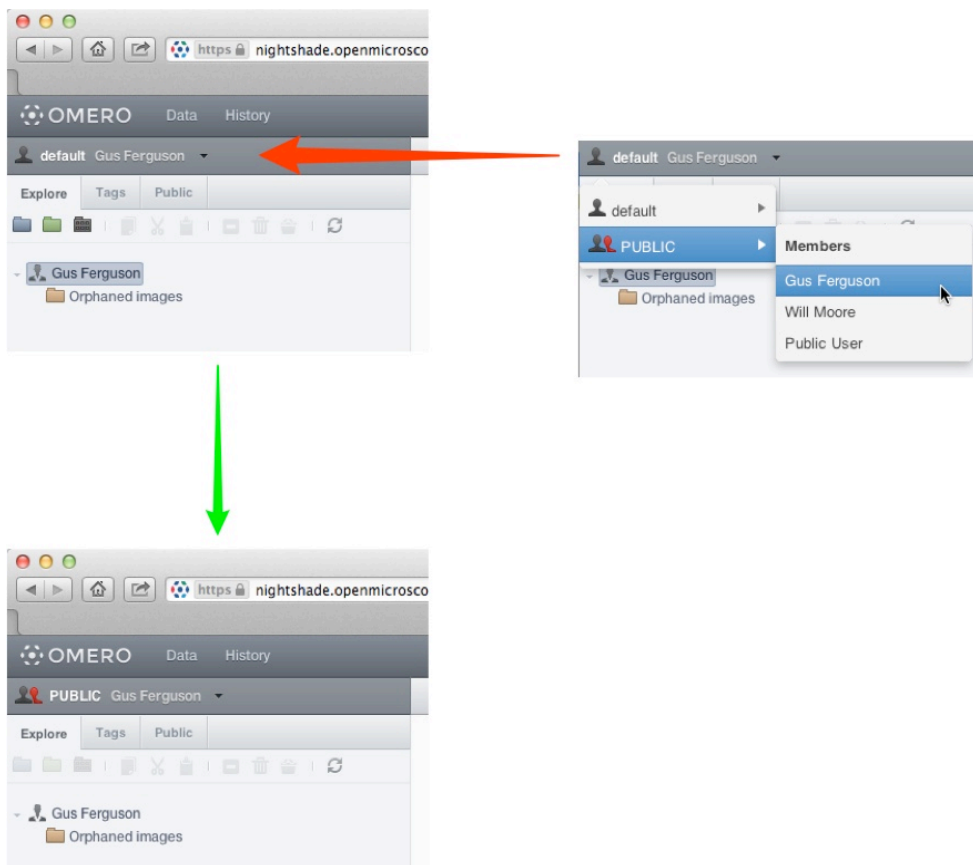 https nightshade.openmicrosco
OMERO Data History
default Gus Ferguson
Explore Tags Public
Gus Ferguson
Orphaned images
default Gus Ferguson
default
PUBLIC
Members
Gus Ferguson
Gus Ferguson
Orphaned images
Will Moore
Public User
https nightshade.openmicrosco
OMERO Data History
PUBLIC Gus Ferguson
Explore Tags Public
Gus Ferguson
Orphaned images